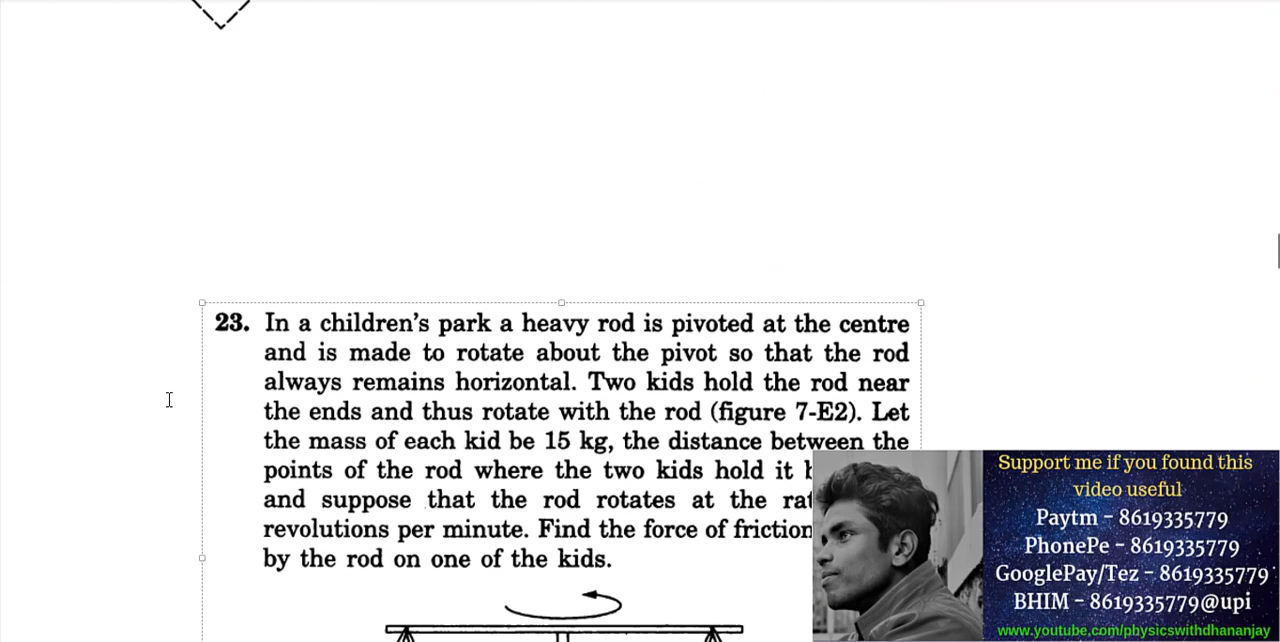 23. In a children's park a heavy rod is pivoted at the centre
and is made to rotate about the pivot so that the rod
always remains horizontal. Two kids hold the rod near
the ends and thus rotate with the rod (figure 7-E2). Let
the mass of each kid be 15 kg, the distance between the
points of the rod where the two kids hold it
and suppose that the rod rotates at the
revolutions per minute. Find the force of friction
by the rod on one of the kids.
Support me if you found this
video useful
Paytm - 8619335779
PhonePe - 8619335779
GooglePay/Tez - 8619335779
BHIM - 8619335779@upi
www.youtube.com/physicswithdhananjay